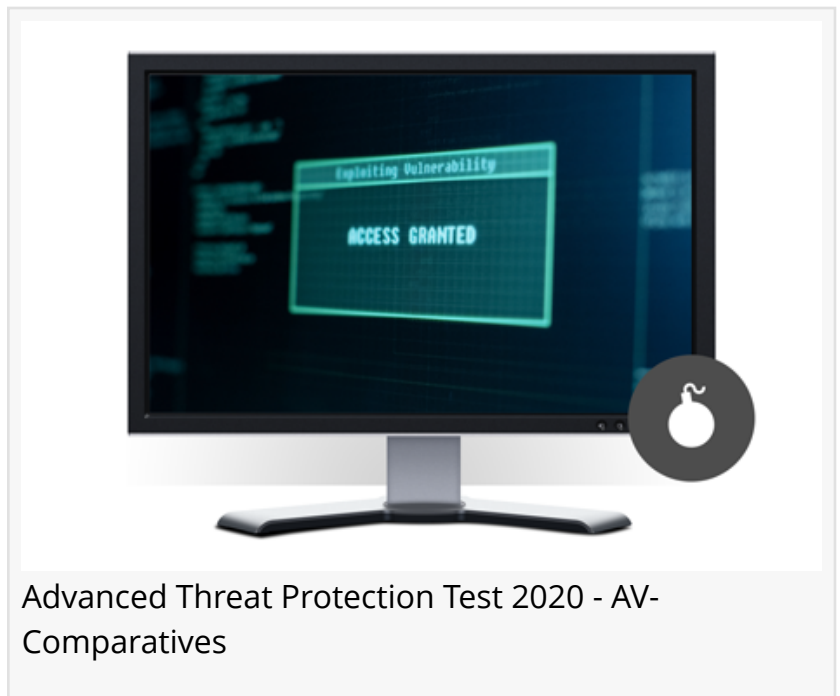 Exploiting Vulnerability
ACCESS GRANTED
Advanced Threat Protection Test 2020 - AV-
Comparatives